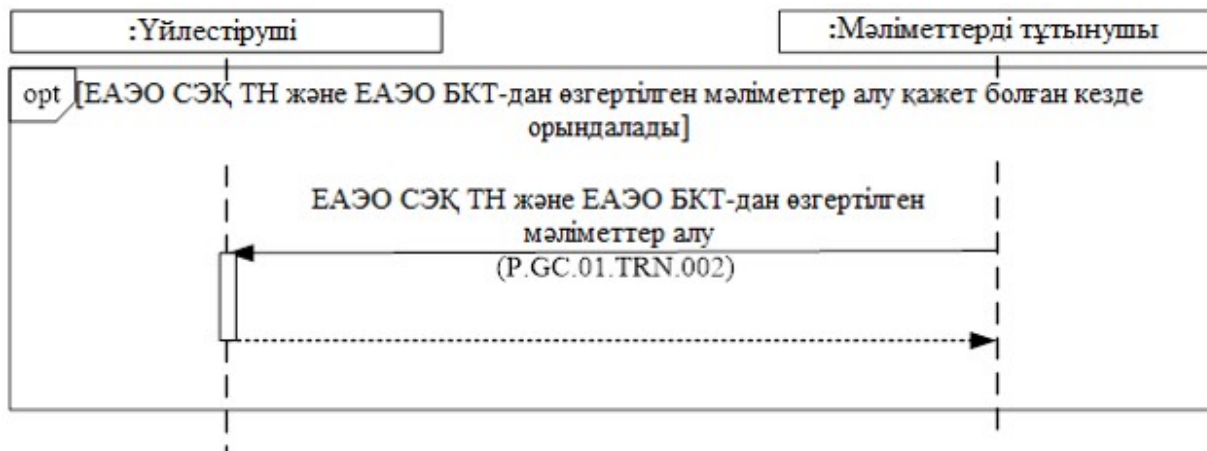 :Үйлестіруші
:Мәліметтерді тұтынушы
opt [ЕАЭО СЭҚ ТН және ЕАЭО БКТ-дан өзгертілген мәліметтер алу қажет болған кезде
орындалады]
ЕАЭО СЭҚ ТН және ЕАЭО БКТ-дан өзгертілген
мәліметтер алу
(P.GC.01.TRN.002)